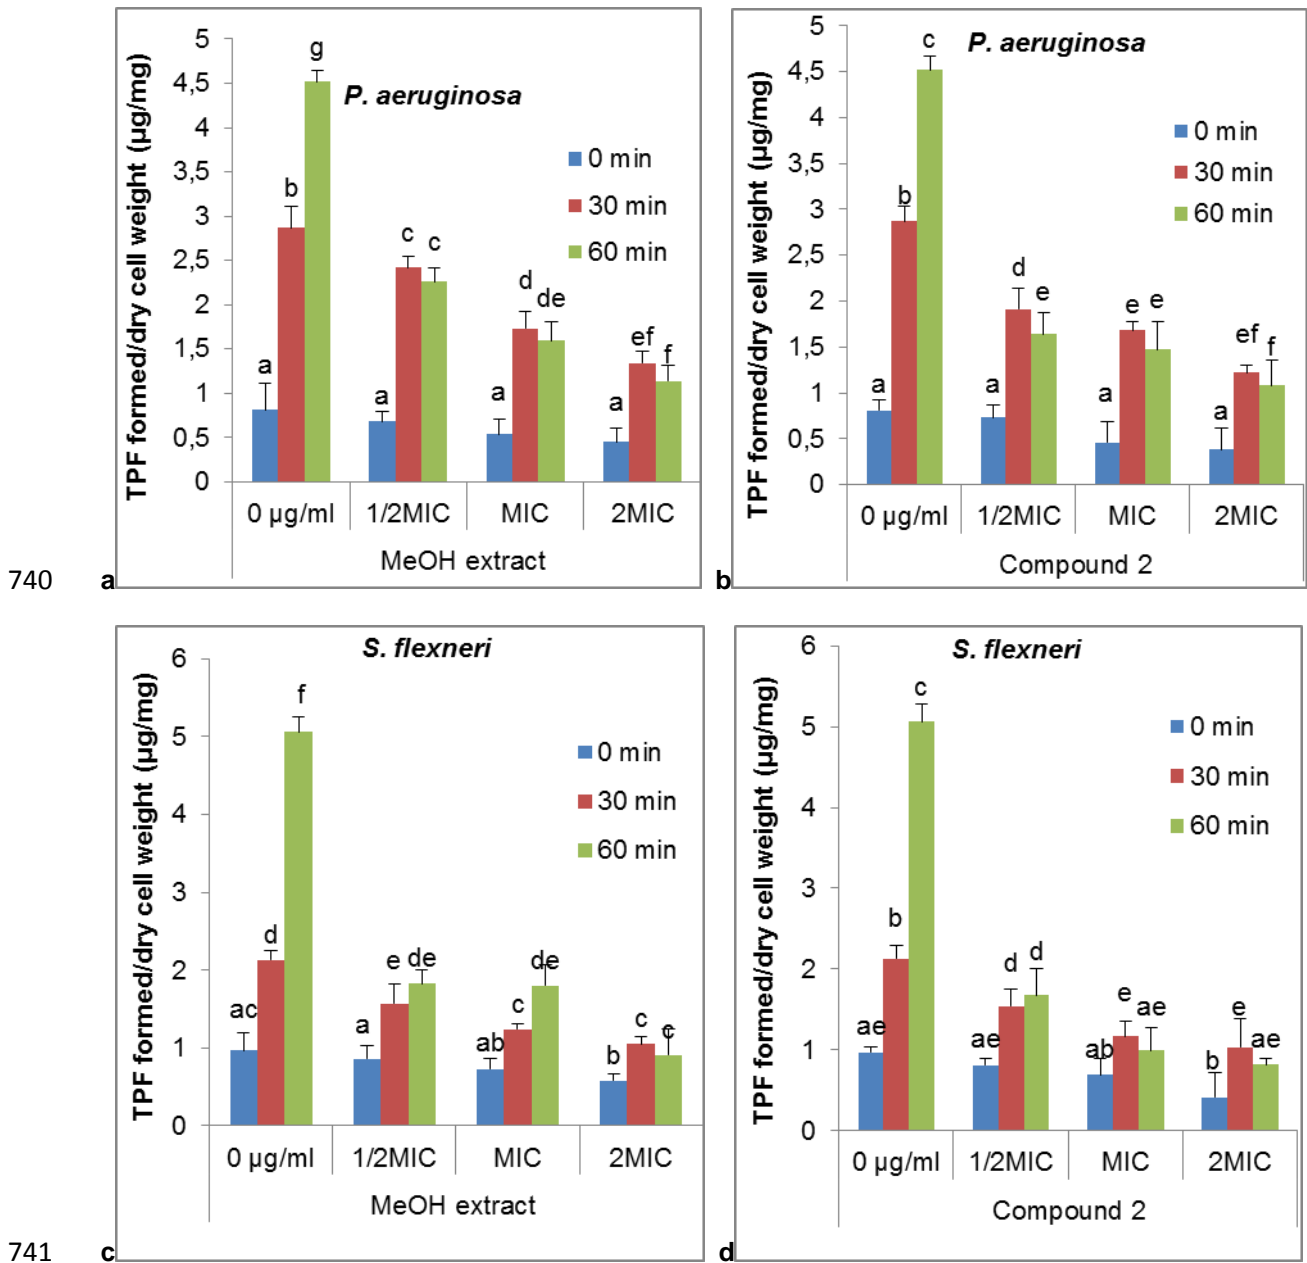 TPF formed/dry cell weight (µg/mg)
5
4,5
4
3,5
3
2,5
2
1,5
1
0,5
0
P. aeruginosa
0 min
30 min
60 min
a
b
g
a
c
c
a
d
de
a
ef
f
0 µg/ml
1/2MIC
MIC
2MIC
MeOH extract
740
a
TPF formed/dry cell weight (µg/mg)
5
4,5
4
3,5
3
2,5
2
1,5
1
0,5
0
P. aeruginosa
0 min
30 min
60 min
a
b
c
a
d
e
a
e
e
a
ef
f
0 µg/ml
1/2MIC
MIC
2MIC
Compound 2
b
TPF formed/dry cell weight (µg/mg)
6
5
4
3
2
1
0
S. flexneri
0 min
30 min
60 min
ac
d
f
a
e
de
ab
c
de
b
c
c
0 µg/ml
1/2MIC
MIC
2MIC
MeOH extract
741
c
TPF formed/dry cell weight (µg/mg)
6
5
4
3
2
1
0
S. flexneri
0 min
30 min
60 min
ae
b
c
ae
d
d
ab
e
ae
b
e
ae
0 µg/ml
1/2MIC
MIC
2MIC
Compound 2
d